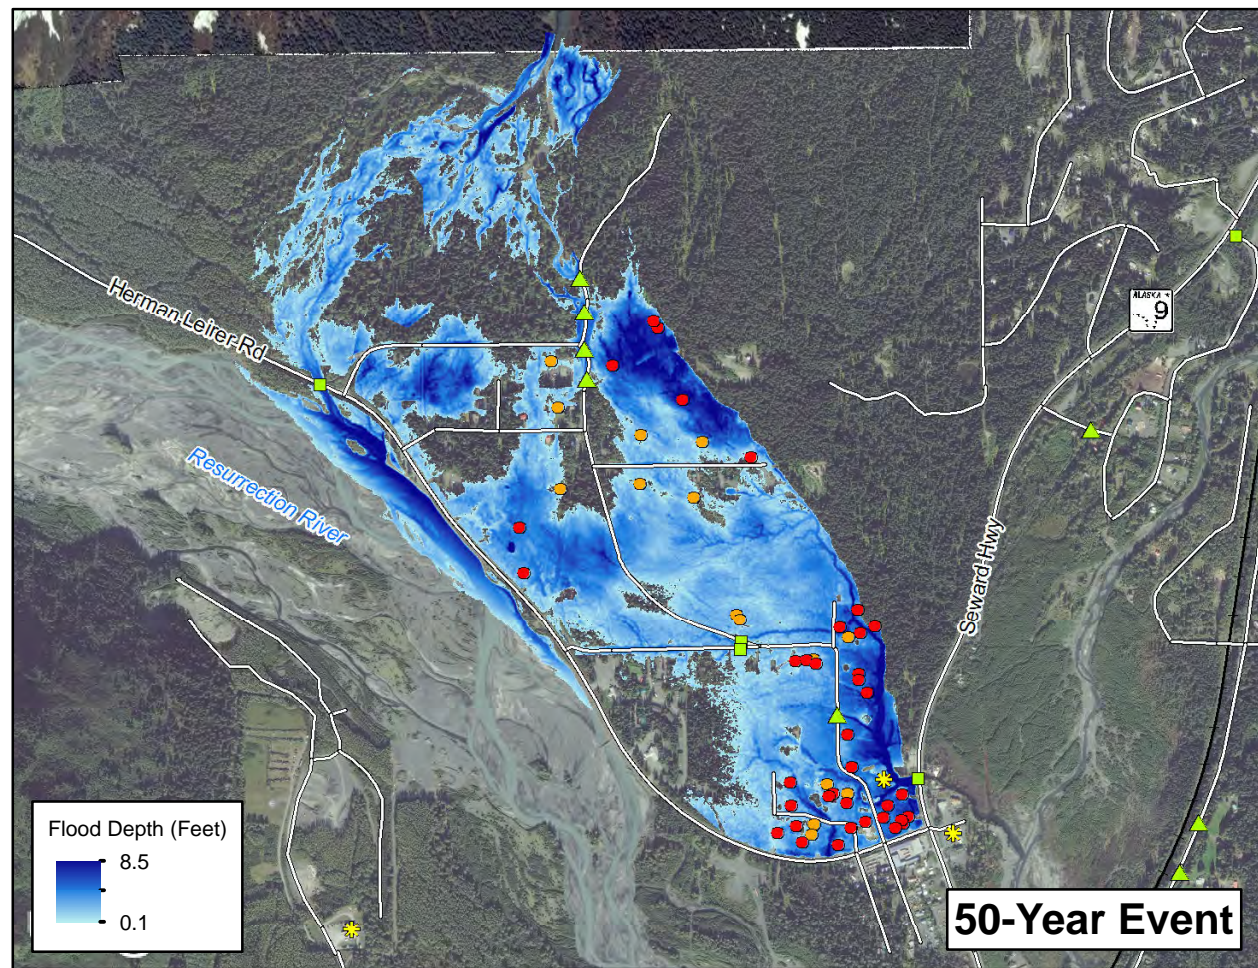 ALASKA
9
Herman Leirer Rd
Resurrection River
Seward Hwy
Flood Depth (Feet)
8.5
0.1
50-Year Event